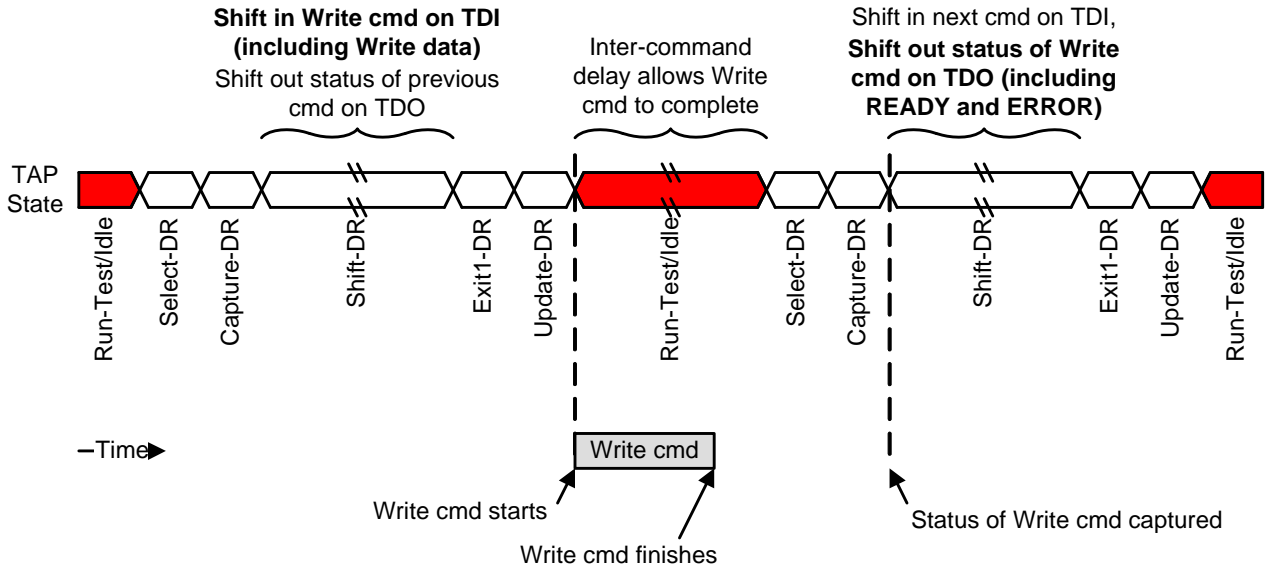 Shift in Write cmd on TDI
(including Write data)
Shift out status of previous
cmd on TDO
Inter-command
delay allows Write
cmd to complete
Shift in next cmd on TDI,
Shift out status of Write
cmd on TDO (including
READY and ERROR)
TAP
State
Run-Test/Idle
Select-DR
Capture-DR
Shift-DR
Exit1-DR
Update-DR
Run-Test/Idle
Select-DR
Capture-DR
Shift-DR
Exit1-DR
Update-DR
Run-Test/Idle
Time
Write cmd
Write cmd starts
Write cmd finishes
Status of Write cmd captured